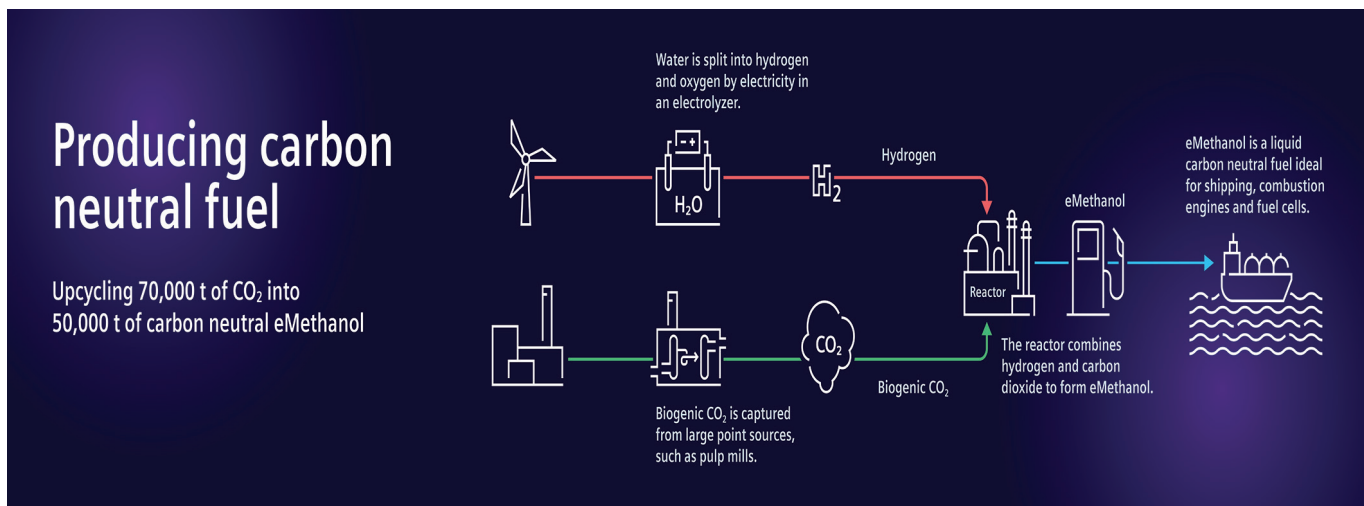 Producing carbon
neutral fuel
Upcycling 70,000 t of CO₂ into
50,000 t of carbon neutral eMethanol
Water is split into hydrogen
and oxygen by electricity in
an electrolyzer.
- +
H₂O
H₂
Hydrogen
Biogenic CO₂ is captured
from large point sources,
such as pulp mills.
CO₂
Biogenic CO₂
Reactor
The reactor combines
hydrogen and carbon
dioxide to form eMethanol.
eMethanol
eMethanol is a liquid
carbon neutral fuel ideal
for shipping, combustion
engines and fuel cells.